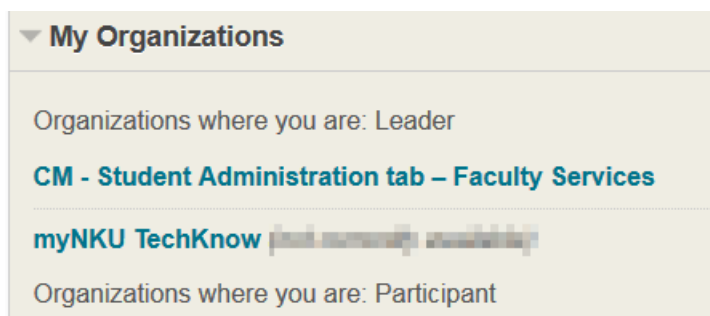 My Organizations
Organizations where you are: Leader
CM - Student Administration tab – Faculty Services
myNKU TechKnow
Organizations where you are: Participant